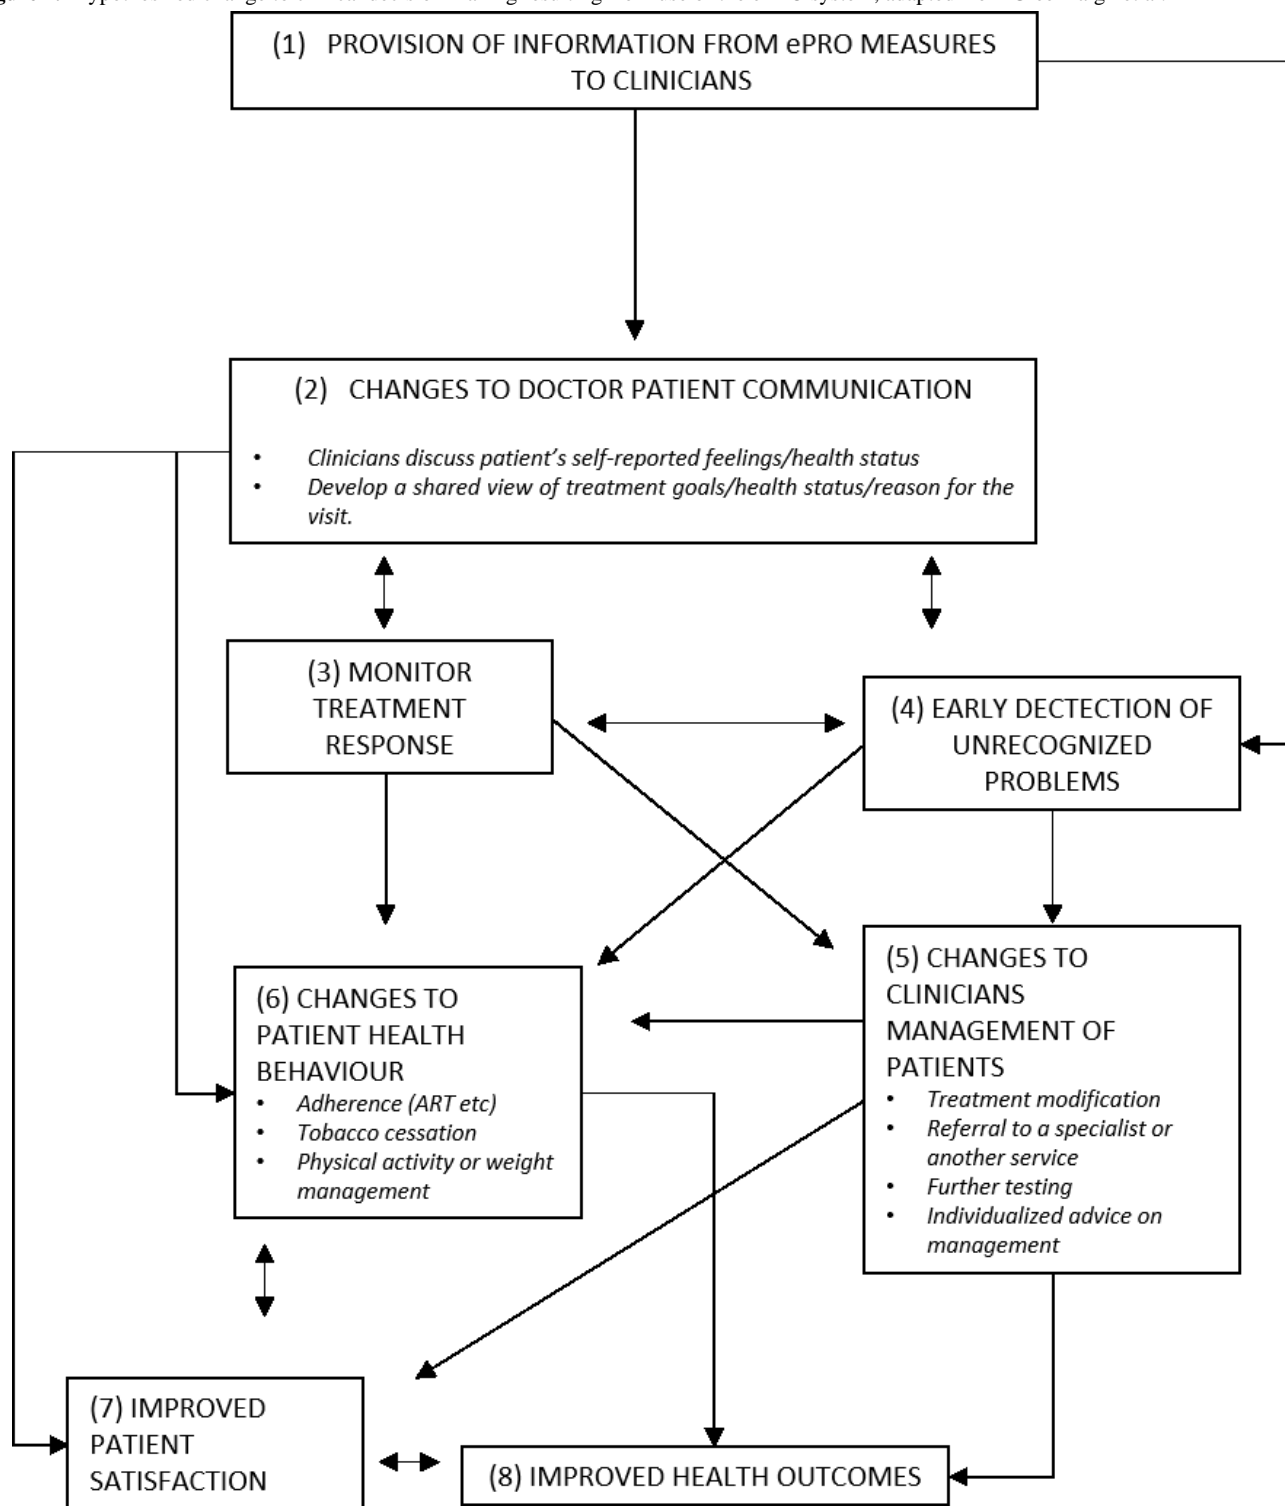 (1) PROVISION OF INFORMATION FROM ePRO MEASURES
TO CLINICIANS
(2) CHANGES TO DOCTOR PATIENT COMMUNICATION
• Clinicians discuss patient’s self-reported feelings/health status
• Develop a shared view of treatment goals/health status/reason for the
visit.
(3) MONITOR
TREATMENT
RESPONSE
(4) EARLY DECTECTION OF
UNRECOGNIZED
PROBLEMS
(5) CHANGES TO
CLINICIANS
MANAGEMENT OF
PATIENTS
• Treatment modification
• Referral to a specialist or
another service
• Further testing
• Individualized advice on
management
(6) CHANGES TO
PATIENT HEALTH
BEHAVIOUR
• Adherence (ART etc)
• Tobacco cessation
• Physical activity or weight
management
(7) IMPROVED
PATIENT
SATISFACTION
(8) IMPROVED HEALTH OUTCOMES